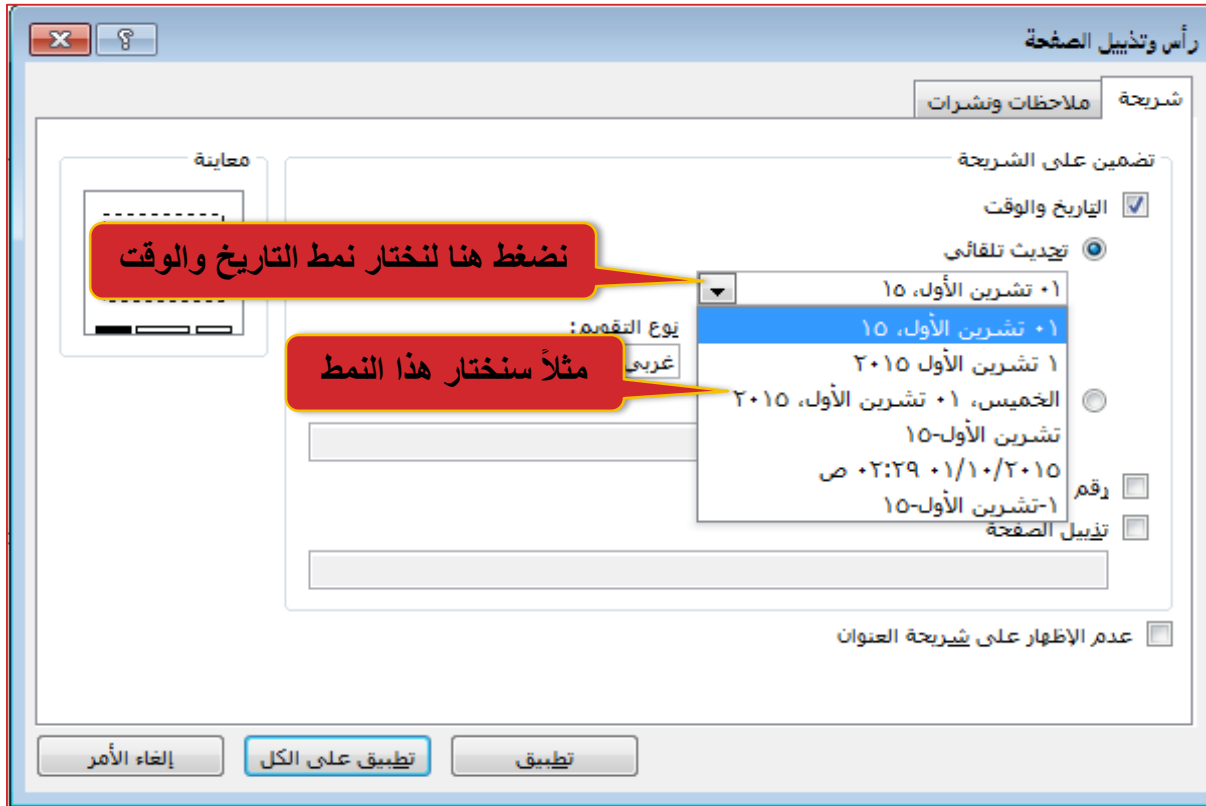 رأس وتذييل الصفحة
شريحة
ملاحظات ونشرات
تضمين على الشريحة
معاينة
التاريخ والوقت
تحديث تلقائي
نضغط هنا لنختار نمط التاريخ والوقت
٠١ تشرين الأول، ١٥
نوع التقويم:
غربي
٠١ تشرين الأول، ١٥
١ تشرين الأول ٢٠١٥
الخميس، ٠١ تشرين الأول، ٢٠١٥
تشرين الأول-١٥
٠١/١٠/٢٠١٥ ٠٢:٢٩ ص
١-تشرين الأول-١٥
مثلاً سنختار هذا النمط
رقم
تذييل الصفحة
عدم الإظهار على شريحة العنوان
تطبيق
تطبيق على الكل
إلغاء الأمر